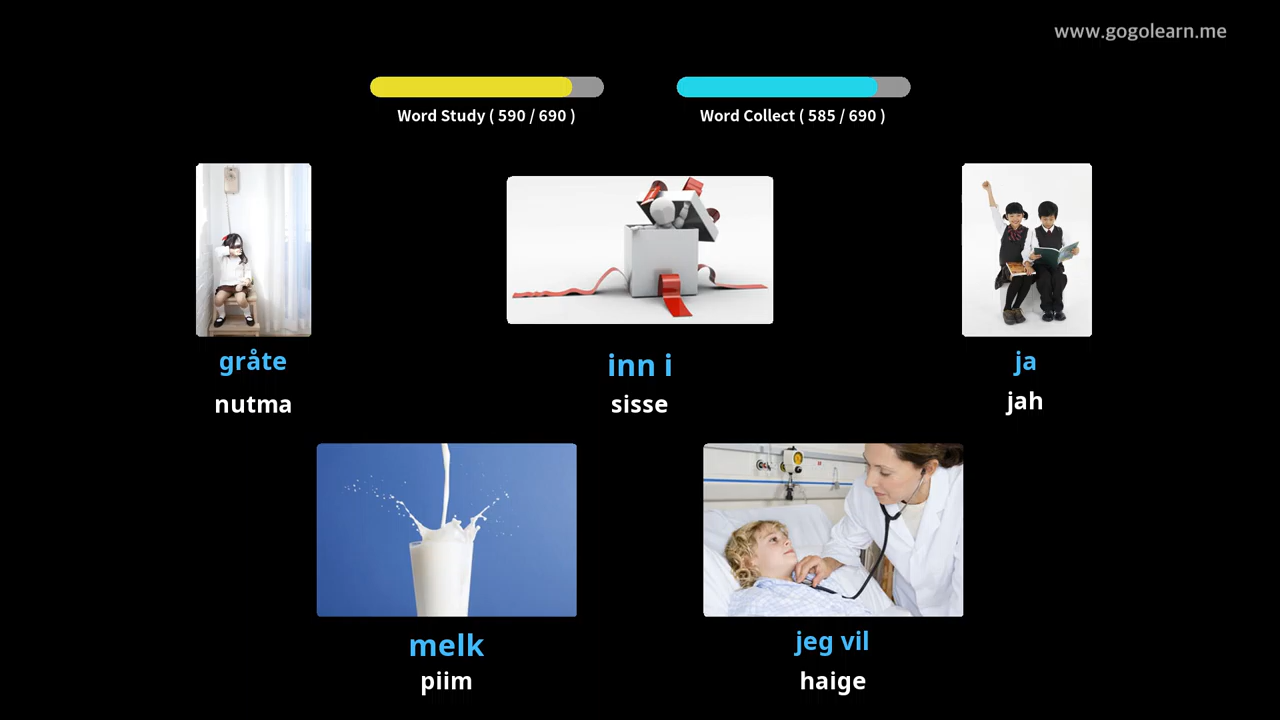 www.gogolearn.me
Word Study ( 590 / 690 )
Word Collect ( 585 / 690 )
gråte
nutma
inn i
sisse
ja
jah
melk
piim
jeg vil
haige